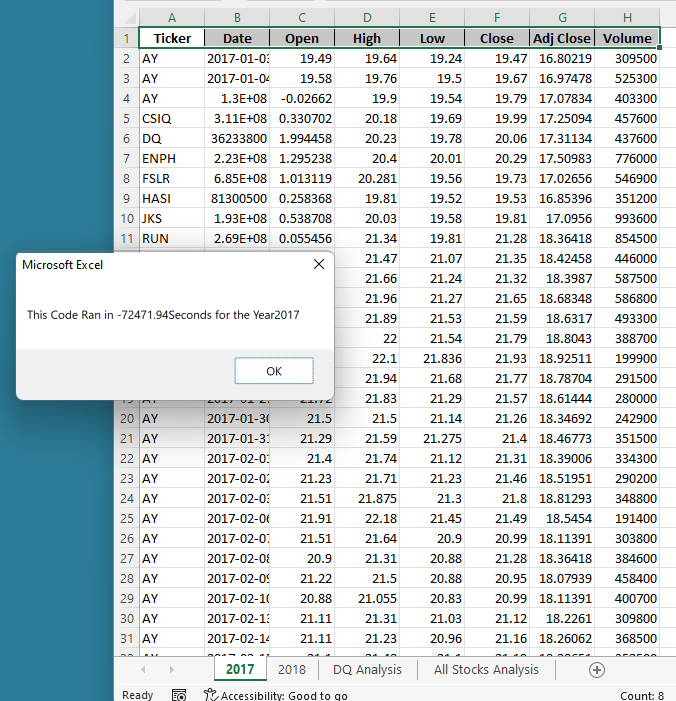 A B C D E F G H
1 Ticker Date Open High Low Close Adj Close Volume
2 AY 2017-01-03 19.49 19.64 19.24 19.47 16.80219 309500
3 AY 2017-01-04 19.58 19.76 19.5 19.67 16.97478 525300
4 AY 1.3E+08 -0.02662 19.9 19.54 19.79 17.07834 403300
5 CSIQ 3.11E+08 0.330702 20.18 19.69 19.99 17.25094 457600
6 DQ 36233800 1.994458 20.23 19.78 20.06 17.31134 437600
7 ENPH 2.23E+08 1.295238 20.4 20.01 20.29 17.50983 776000
8 FSLR 6.85E+08 1.013119 20.281 19.56 19.73 17.02656 546900
9 HASI 81300500 0.258368 19.81 19.52 19.53 16.85396 351200
10 JKS 1.93E+08 0.538708 20.03 19.58 19.81 17.0956 993600
11 RUN 2.69E+08 0.055456 21.34 19.81 21.28 18.36418 854500
Microsoft Excel
This Code Ran in -72471.94Seconds for the Year2017
OK
21.47 21.07 21.35 18.42458 446000
21.66 21.24 21.32 18.3987 587500
21.96 21.27 21.65 18.68348 586800
21.89 21.53 21.59 18.6317 493300
22 21.54 21.79 18.8043 388700
22.1 21.836 21.93 18.92511 199900
21.94 21.68 21.77 18.78704 291500
21.83 21.29 21.57 18.61444 280000
20 AY 2017-01-30 21.5 21.5 21.14 21.26 18.34692 242900
21 AY 2017-01-31 21.29 21.59 21.275 21.4 18.46773 351500
22 AY 2017-02-01 21.4 21.74 21.12 21.31 18.39006 334300
23 AY 2017-02-02 21.23 21.71 21.23 21.46 18.51951 290200
24 AY 2017-02-03 21.51 21.875 21.3 21.8 18.81293 348800
25 AY 2017-02-06 21.91 22.18 21.45 21.49 18.5454 191400
26 AY 2017-02-07 21.51 21.64 20.9 20.99 18.11391 303800
27 AY 2017-02-08 20.9 21.31 20.88 21.28 18.36418 384600
28 AY 2017-02-09 21.22 21.5 20.88 20.95 18.07939 458400
29 AY 2017-02-10 20.88 21.055 20.83 20.99 18.11391 400700
30 AY 2017-02-13 21.11 21.31 21.03 21.12 18.2261 309800
31 AY 2017-02-14 21.11 21.23 20.96 21.16 18.26062 368500
2017 2018 DQ Analysis All Stocks Analysis
Ready Accessibility: Good to go Count: 8